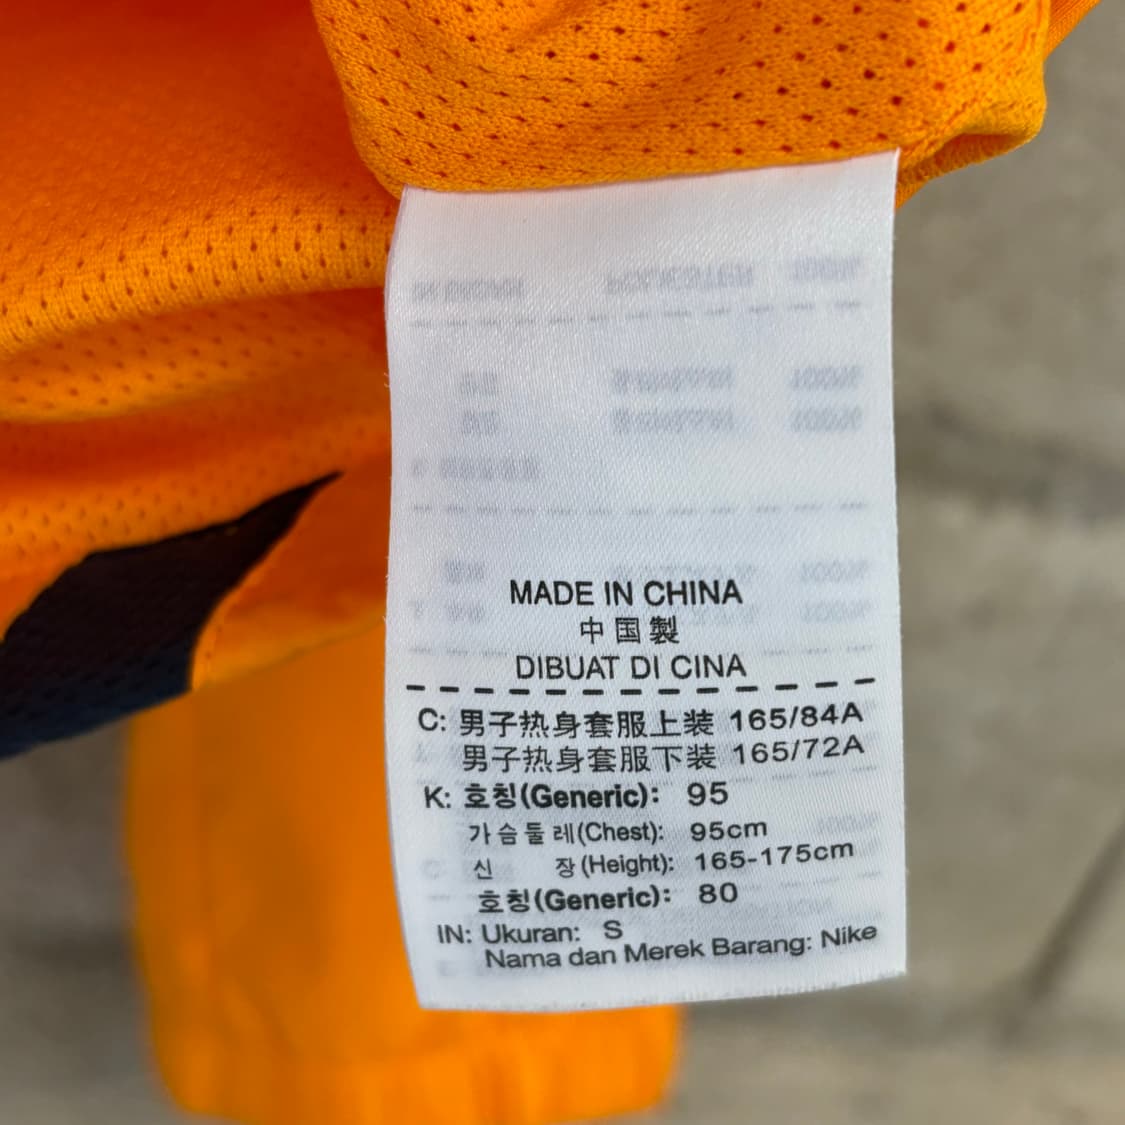 MADE IN CHINA
中国製
DIBUAT DI CINA
C: 男子热身套服上装 165/84A
男子热身套服下装 165/72A
K: 호칭(Generic): 95
가슴둘레(Chest): 95cm
신 장(Height): 165-175cm
호칭(Generic): 80
IN: Ukuran: S
Nama dan Merek Barang: Nike